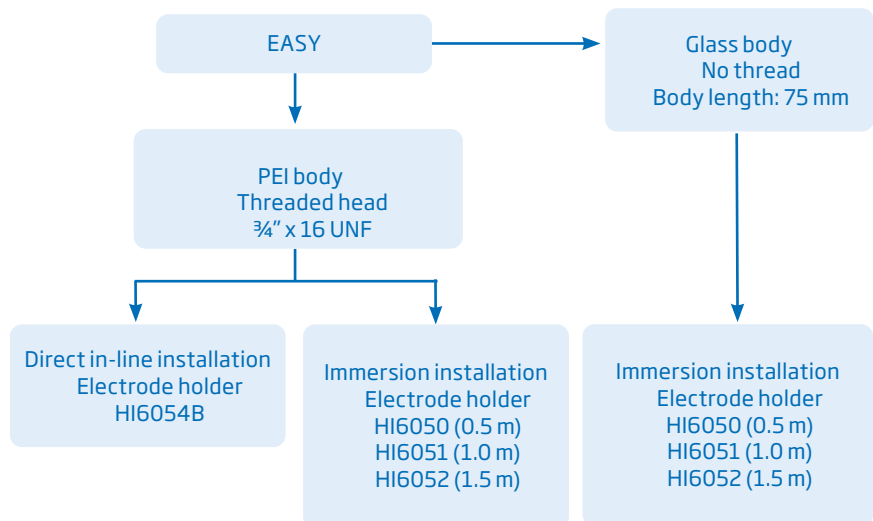 EASY
Glass body
No thread
Body length: 75 mm
PEI body
Threaded head
¾” x 16 UNF
Direct in-line installation
Electrode holder
HI6054B
Immersion installation
Electrode holder
HI6050 (0.5 m)
HI6051 (1.0 m)
HI6052 (1.5 m)
Immersion installation
Electrode holder
HI6050 (0.5 m)
HI6051 (1.0 m)
HI6052 (1.5 m)